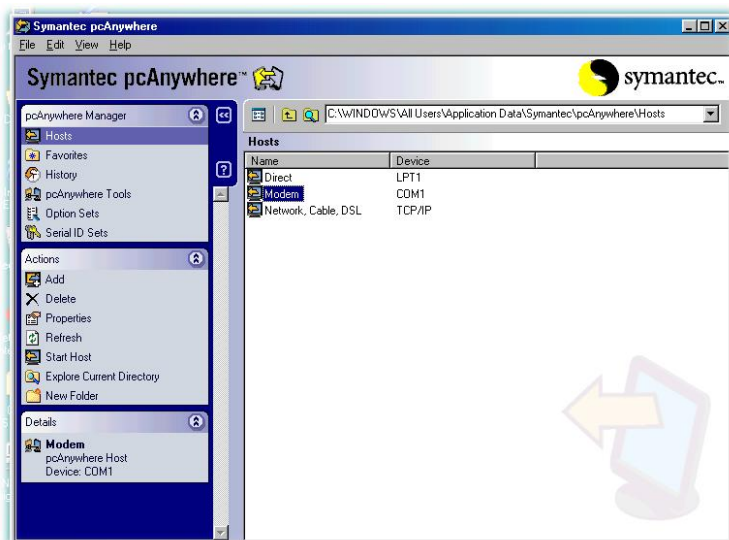 Symantec pcAnywhere
File Edit View Help
Symantec pcAnywhere™
symantec.
pcAnywhere Manager
Hosts
Favorites
History
pcAnywhere Tools
Option Sets
Serial ID Sets
Actions
Add
Delete
Properties
Refresh
Start Host
Explore Current Directory
New Folder
Details
Modem
pcAnywhere Host
Device: COM1
C:\WINDOWS\All Users\Application Data\Symantec\pcAnywhere\Hosts
Hosts
Name Device
Direct LPT1
Modem COM1
Network, Cable, DSL TCP/IP